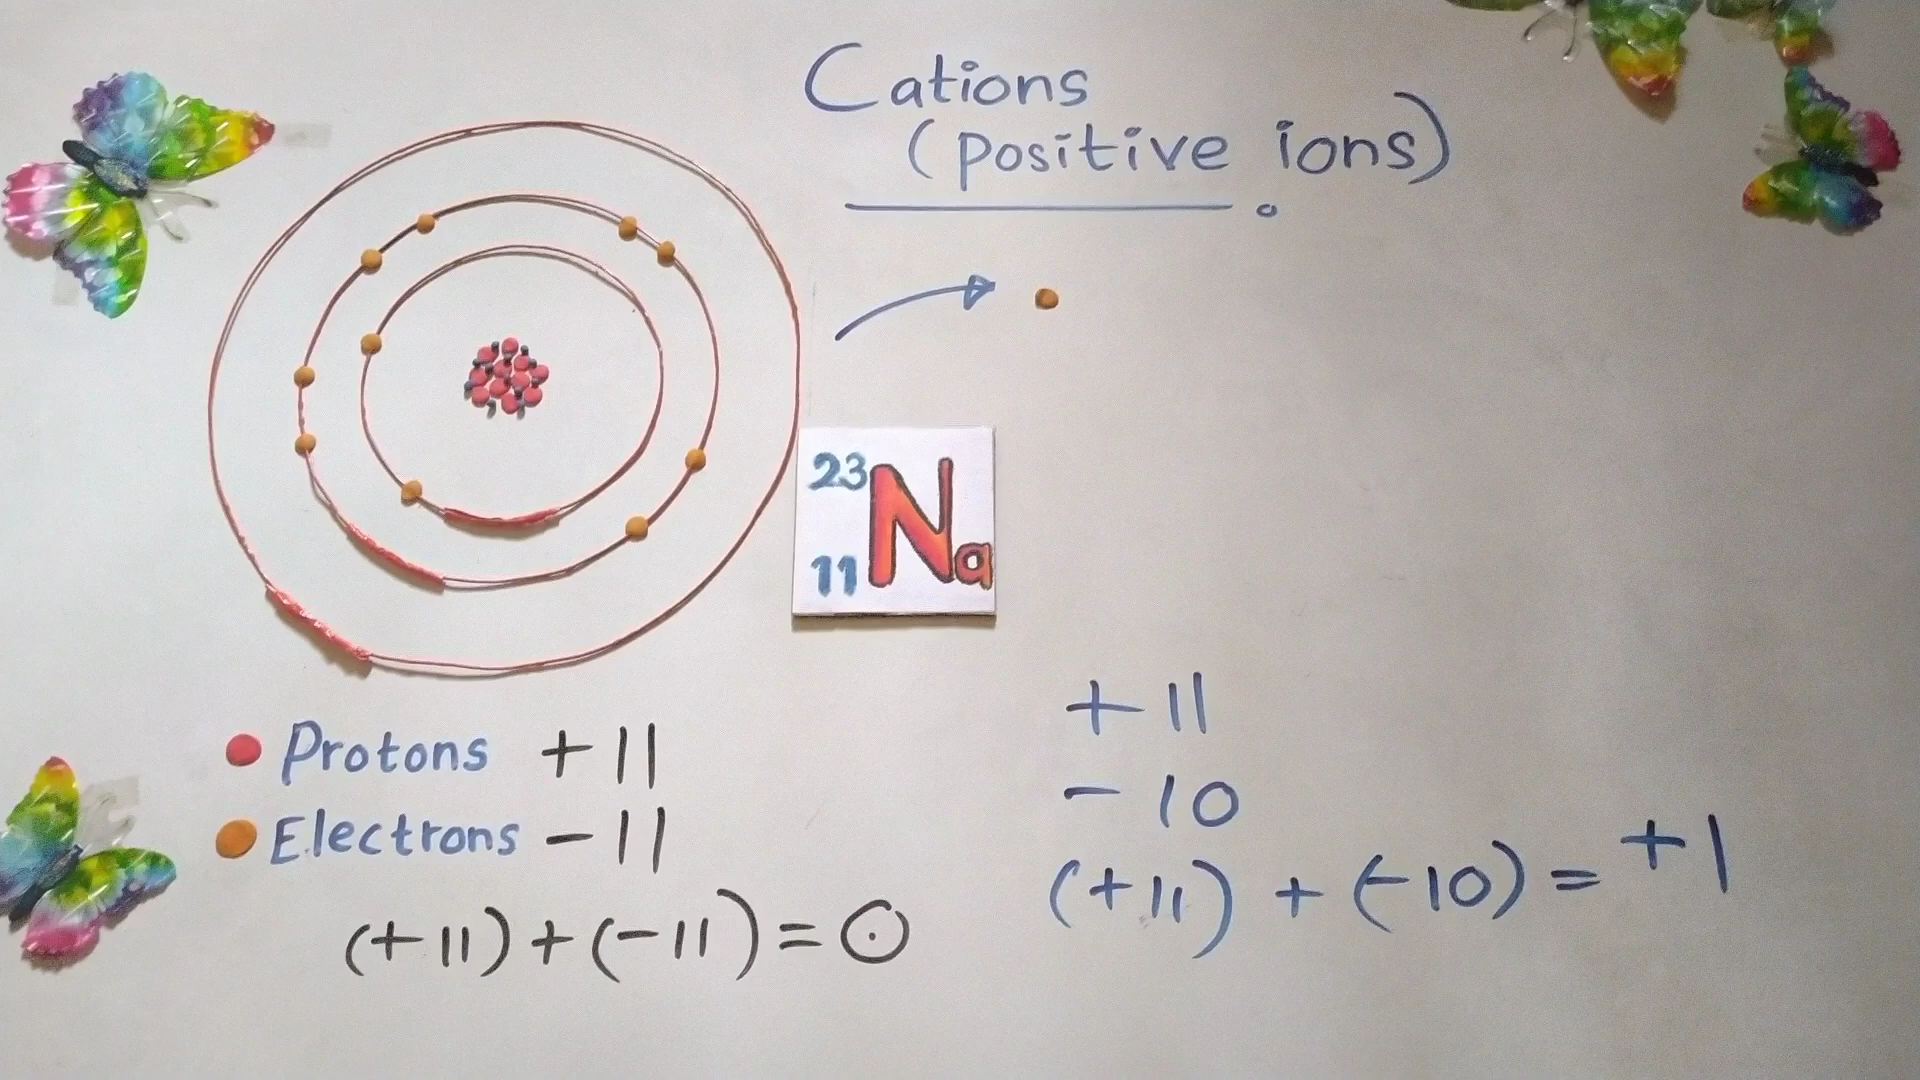 Cations
(positive ions)
23
Na
11
Protons +11
Electrons -11
(+11)+(-11)=0
+11
-10
(+11)+(-10)=+1